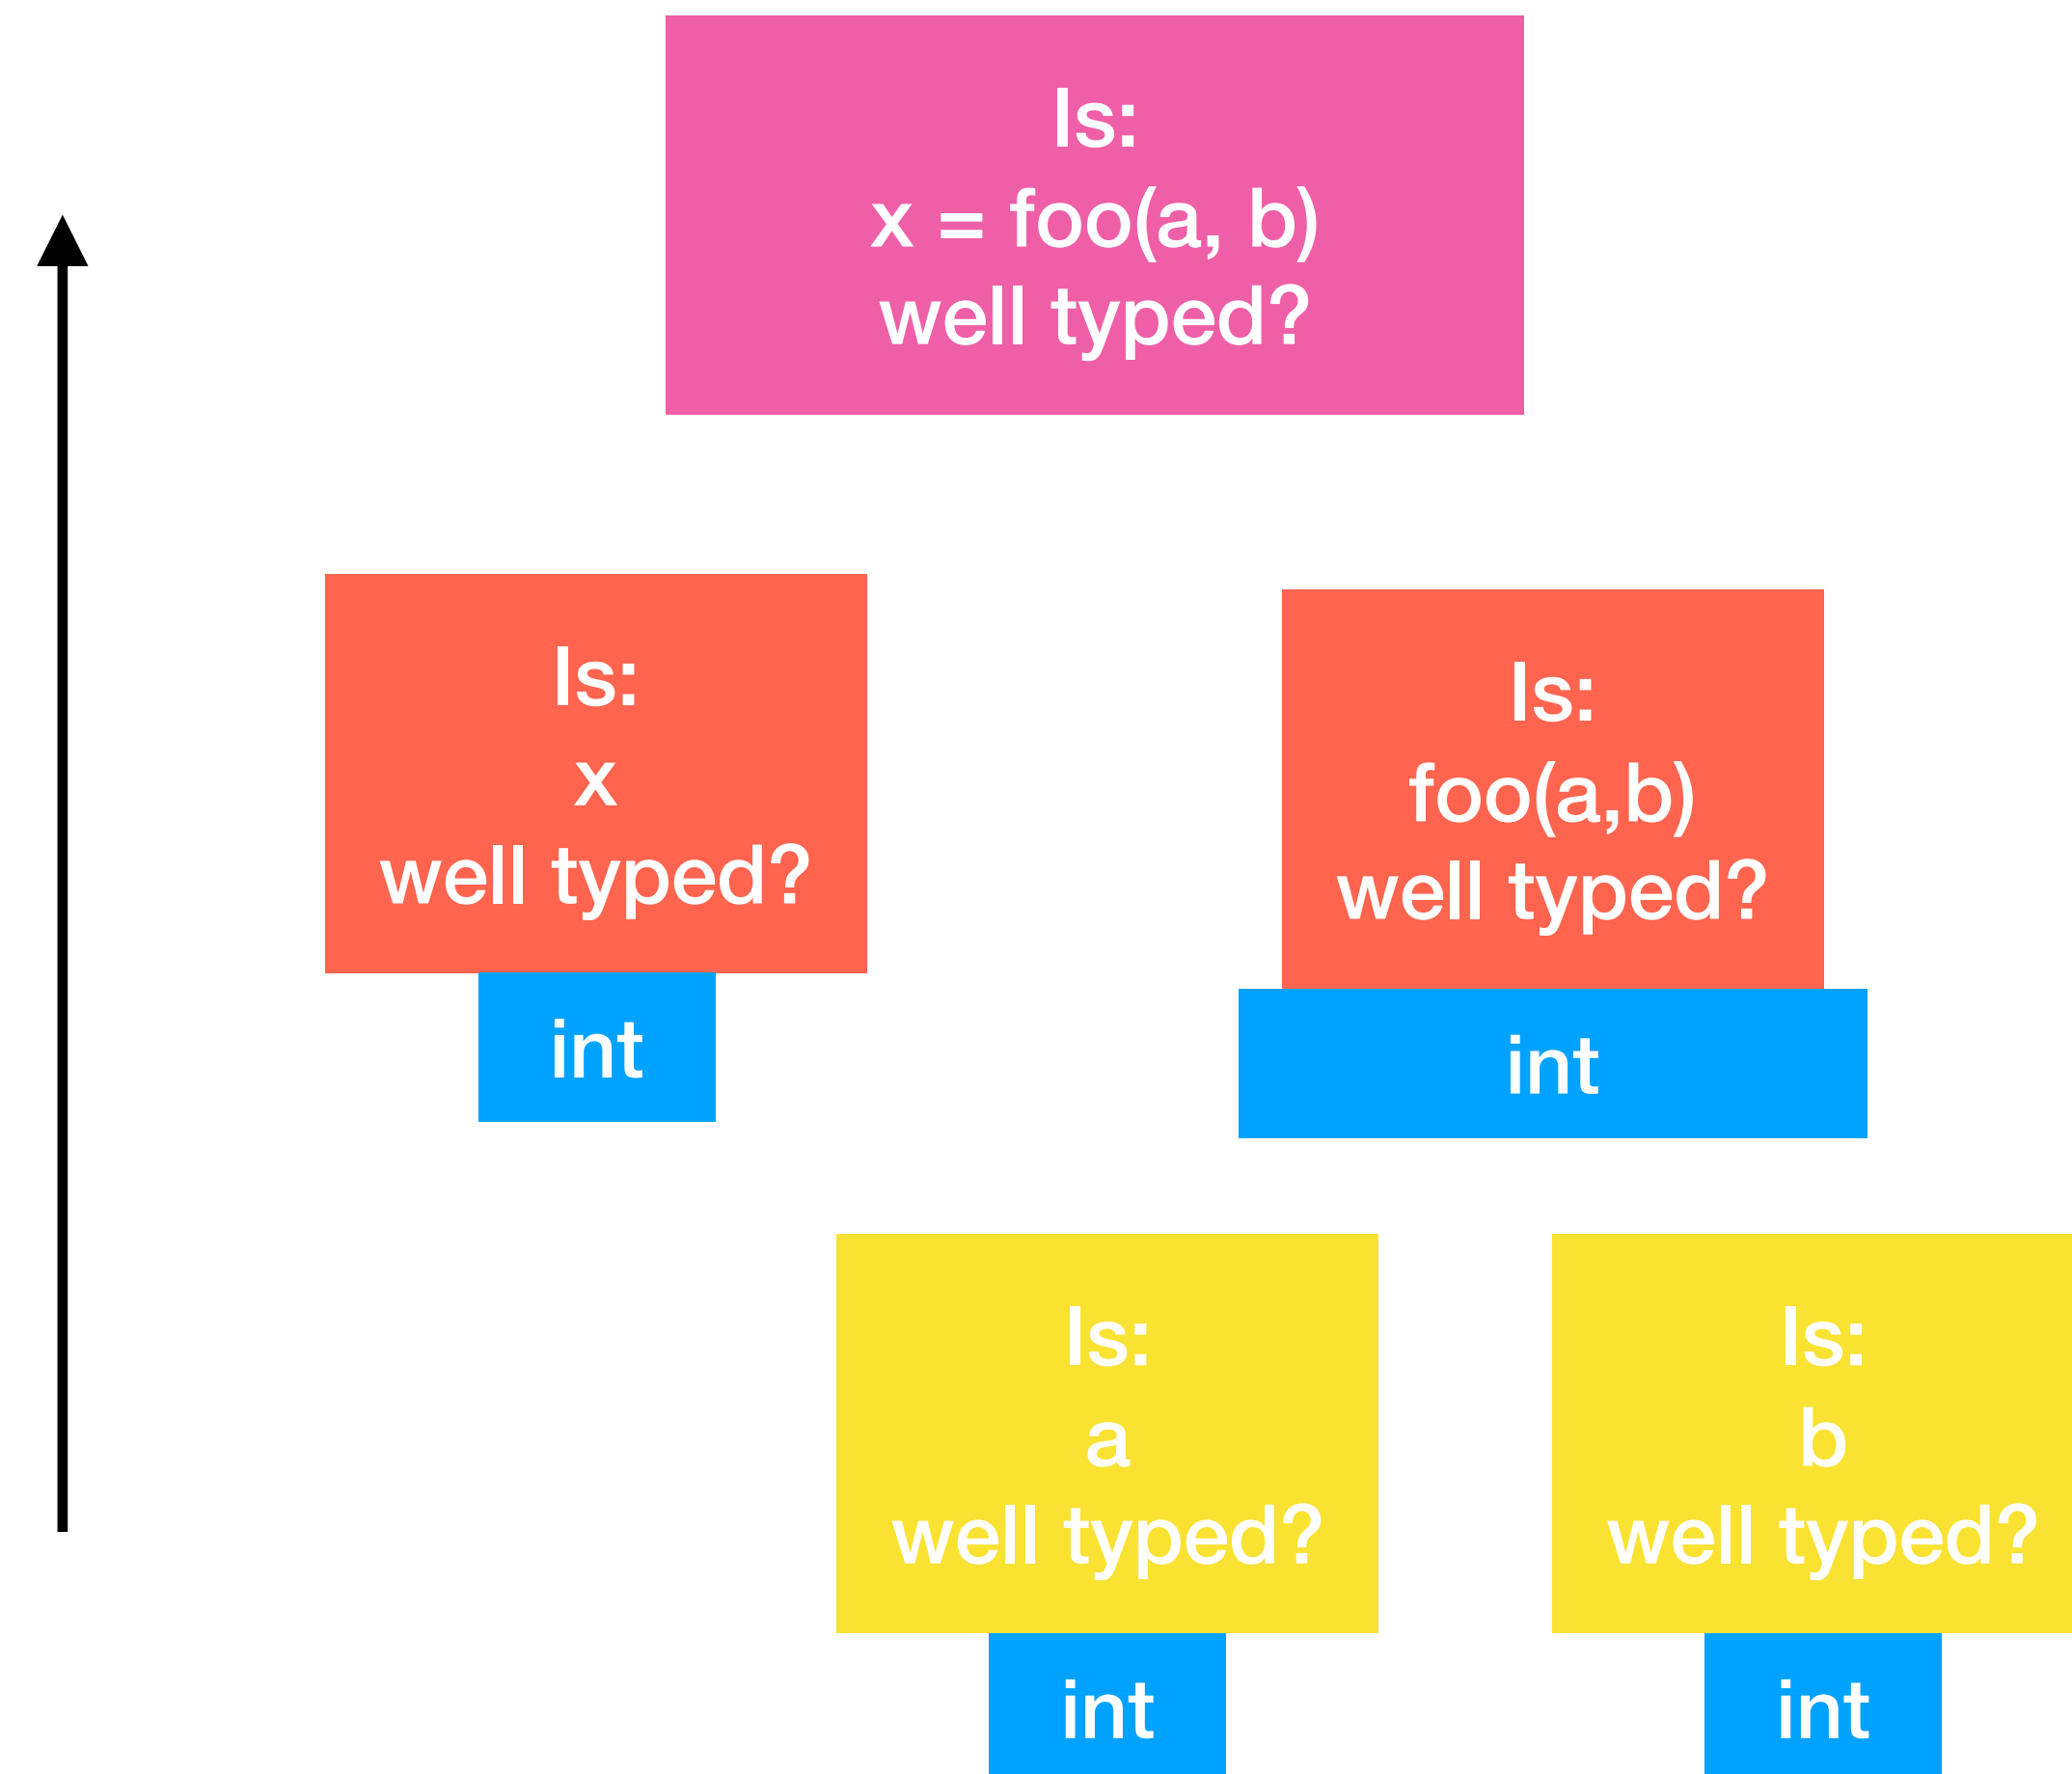 Is:
x = foo(a, b)
well typed?
Is:
x
well typed?
int
Is:
foo(a,b)
well typed?
int
Is:
a
well typed?
int
Is:
b
well typed?
int